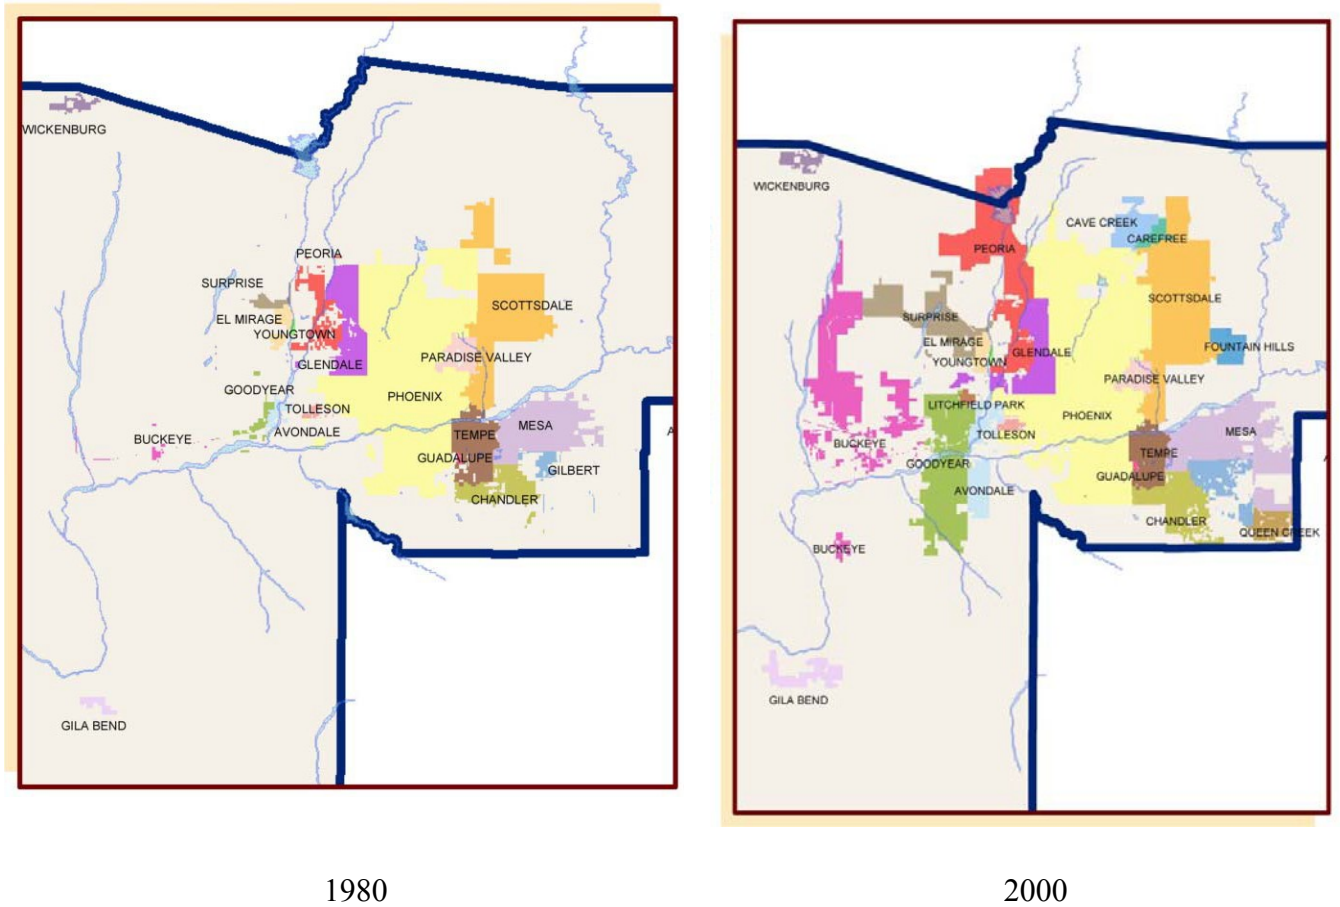 WICKENBURG
PEORIA
SURPRISE
EL MIRAGE
YOUNGTOWN
SCOTTSDALE
GLENDALE
PARADISE VALLEY
GOODYEAR
PHOENIX
TOLLESON
AVONDALE
BUCKEYE
TEMPE
MESA
GUADALUPE
GILBERT
CHANDLER
A
GILA BEND
1980
WICKENBURG
CAVE CREEK
CAREFREE
PEORIA
SCOTTSDALE
SURPRISE
EL MIRAGE
YOUNGTOWN
GLENDALE
FOUNTAIN HILLS
PARADISE VALLEY
LITCHFIELD PARK
PHOENIX
TOLLESON
MESA
BUCKEYE
TEMPE
GOODYEAR
GUADALUPE
AVONDALE
CHANDLER
QUEEN CREEK
BUCKEYE
GILA BEND
2000